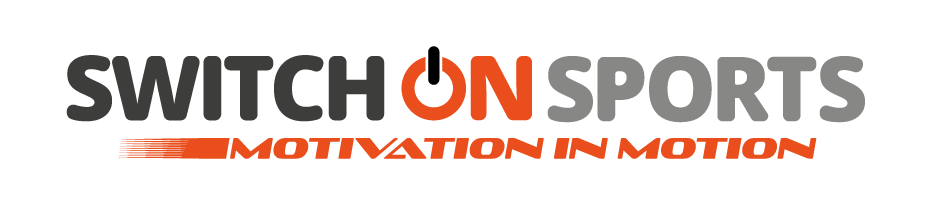 SWITCH ON SPORTS
MOTIVATION IN MOTION